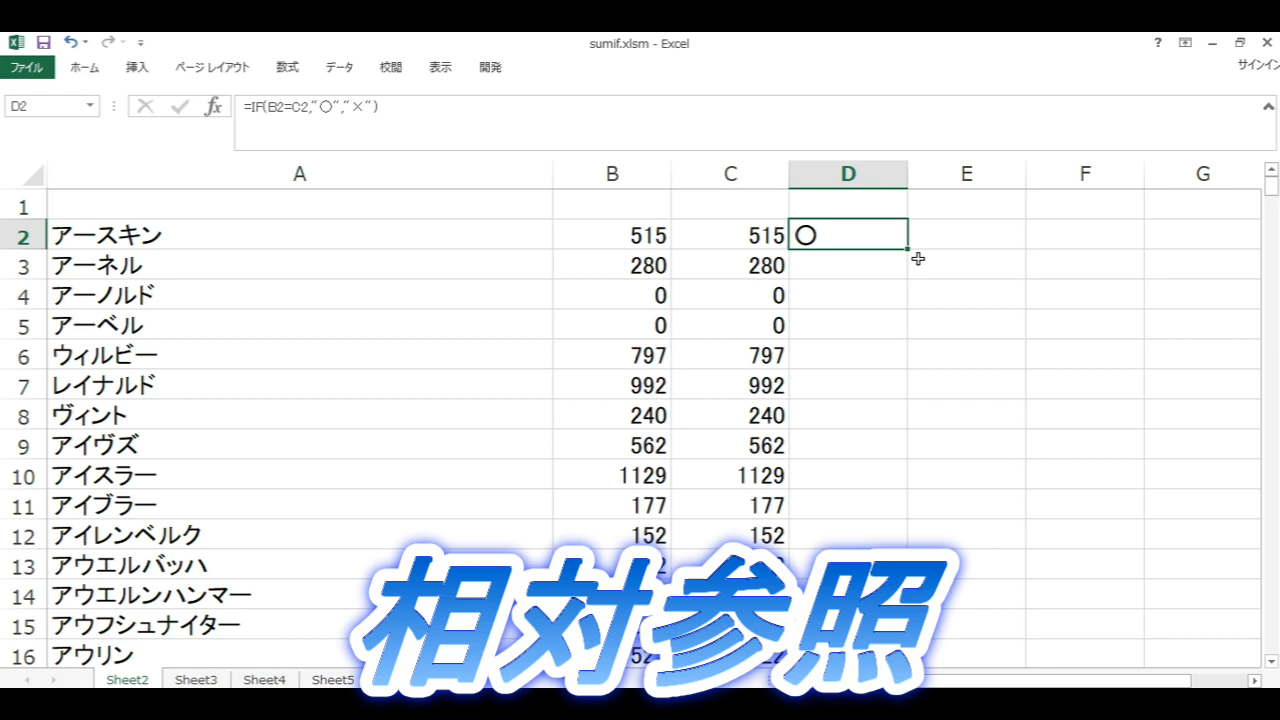 sumif.xlsm - Excel
?
ファイル ホーム 挿入 ページ レイアウト 数式 データ 校閲 表示 開発 サインイン
D2 fx =IF(B2=C2,"〇","×")
A B C D E F G
1
2 アースキン 515 515 〇
3 アーネル 280 280
4 アーノルド 0 0
5 アーベル 0 0
6 ウィルビー 797 797
7 レイナルド 992 992
8 ヴィント 240 240
9 アイヴズ 562 562
10 アイスラー 1129 1129
11 アイブラー 177 177
12 アイレンベルク 152 152
13 アウエルバッハ
14 アウエルンハンマー
15 アウフシュナイター
16 アウリン
相対参照
Sheet2 Sheet3 Sheet4 Sheet5